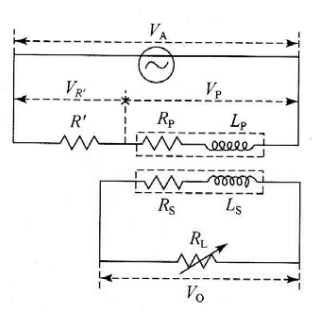 V_A
V_R' V_P
R' R_P L_P
R_S L_S
R_L
V_O